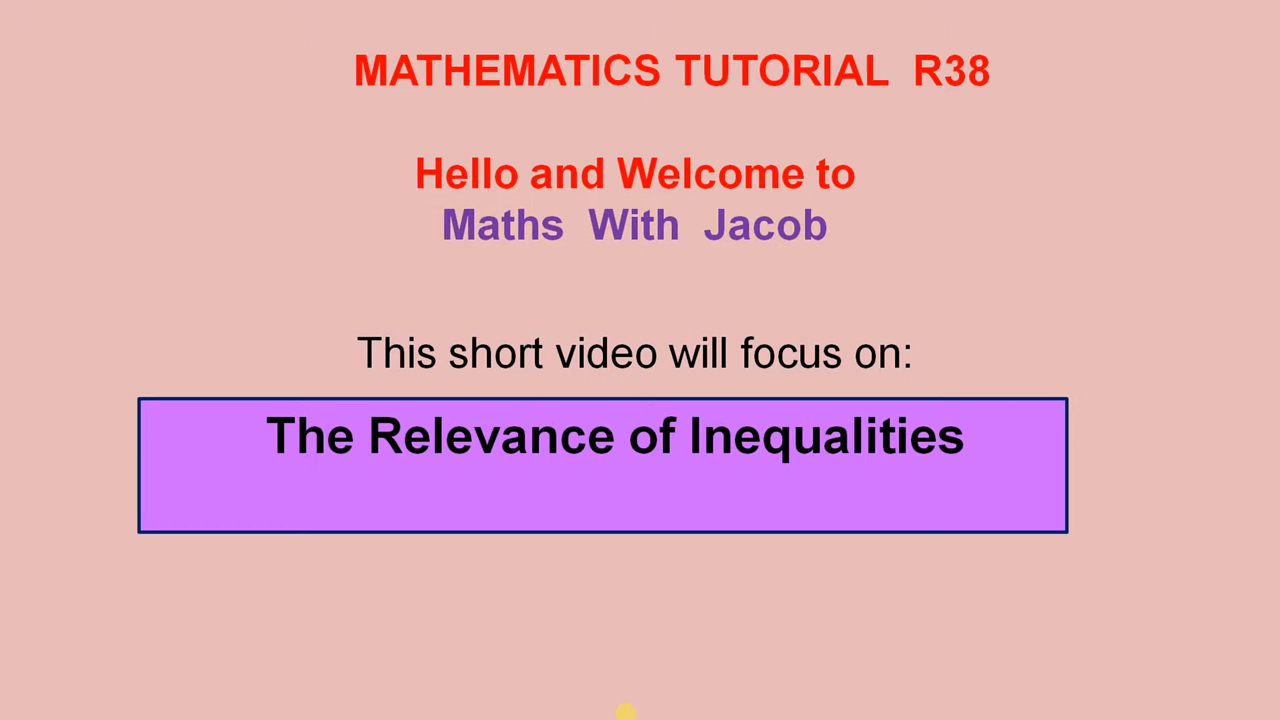 MATHEMATICS TUTORIAL R38
Hello and Welcome to
Maths With Jacob
This short video will focus on:
The Relevance of Inequalities